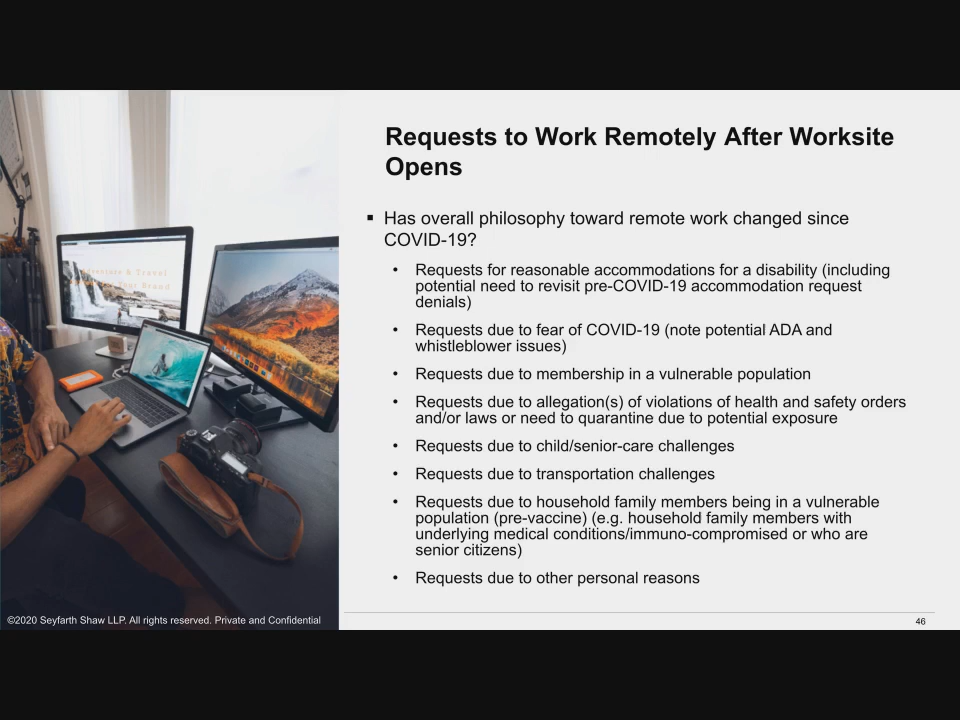 Requests to Work Remotely After Worksite
Opens
▪ Has overall philosophy toward remote work changed since
COVID-19?
• Requests for reasonable accommodations for a disability (including
potential need to revisit pre-COVID-19 accommodation request
denials)
• Requests due to fear of COVID-19 (note potential ADA and
whistleblower issues)
• Requests due to membership in a vulnerable population
• Requests due to allegation(s) of violations of health and safety orders
and/or laws or need to quarantine due to potential exposure
• Requests due to child/senior-care challenges
• Requests due to transportation challenges
• Requests due to household family members being in a vulnerable
population (pre-vaccine) (e.g. household family members with
underlying medical conditions/immuno-compromised or who are
senior citizens)
• Requests due to other personal reasons
Adventure & Travel
Your Brand
©2020 Seyfarth Shaw LLP. All rights reserved. Private and Confidential
46